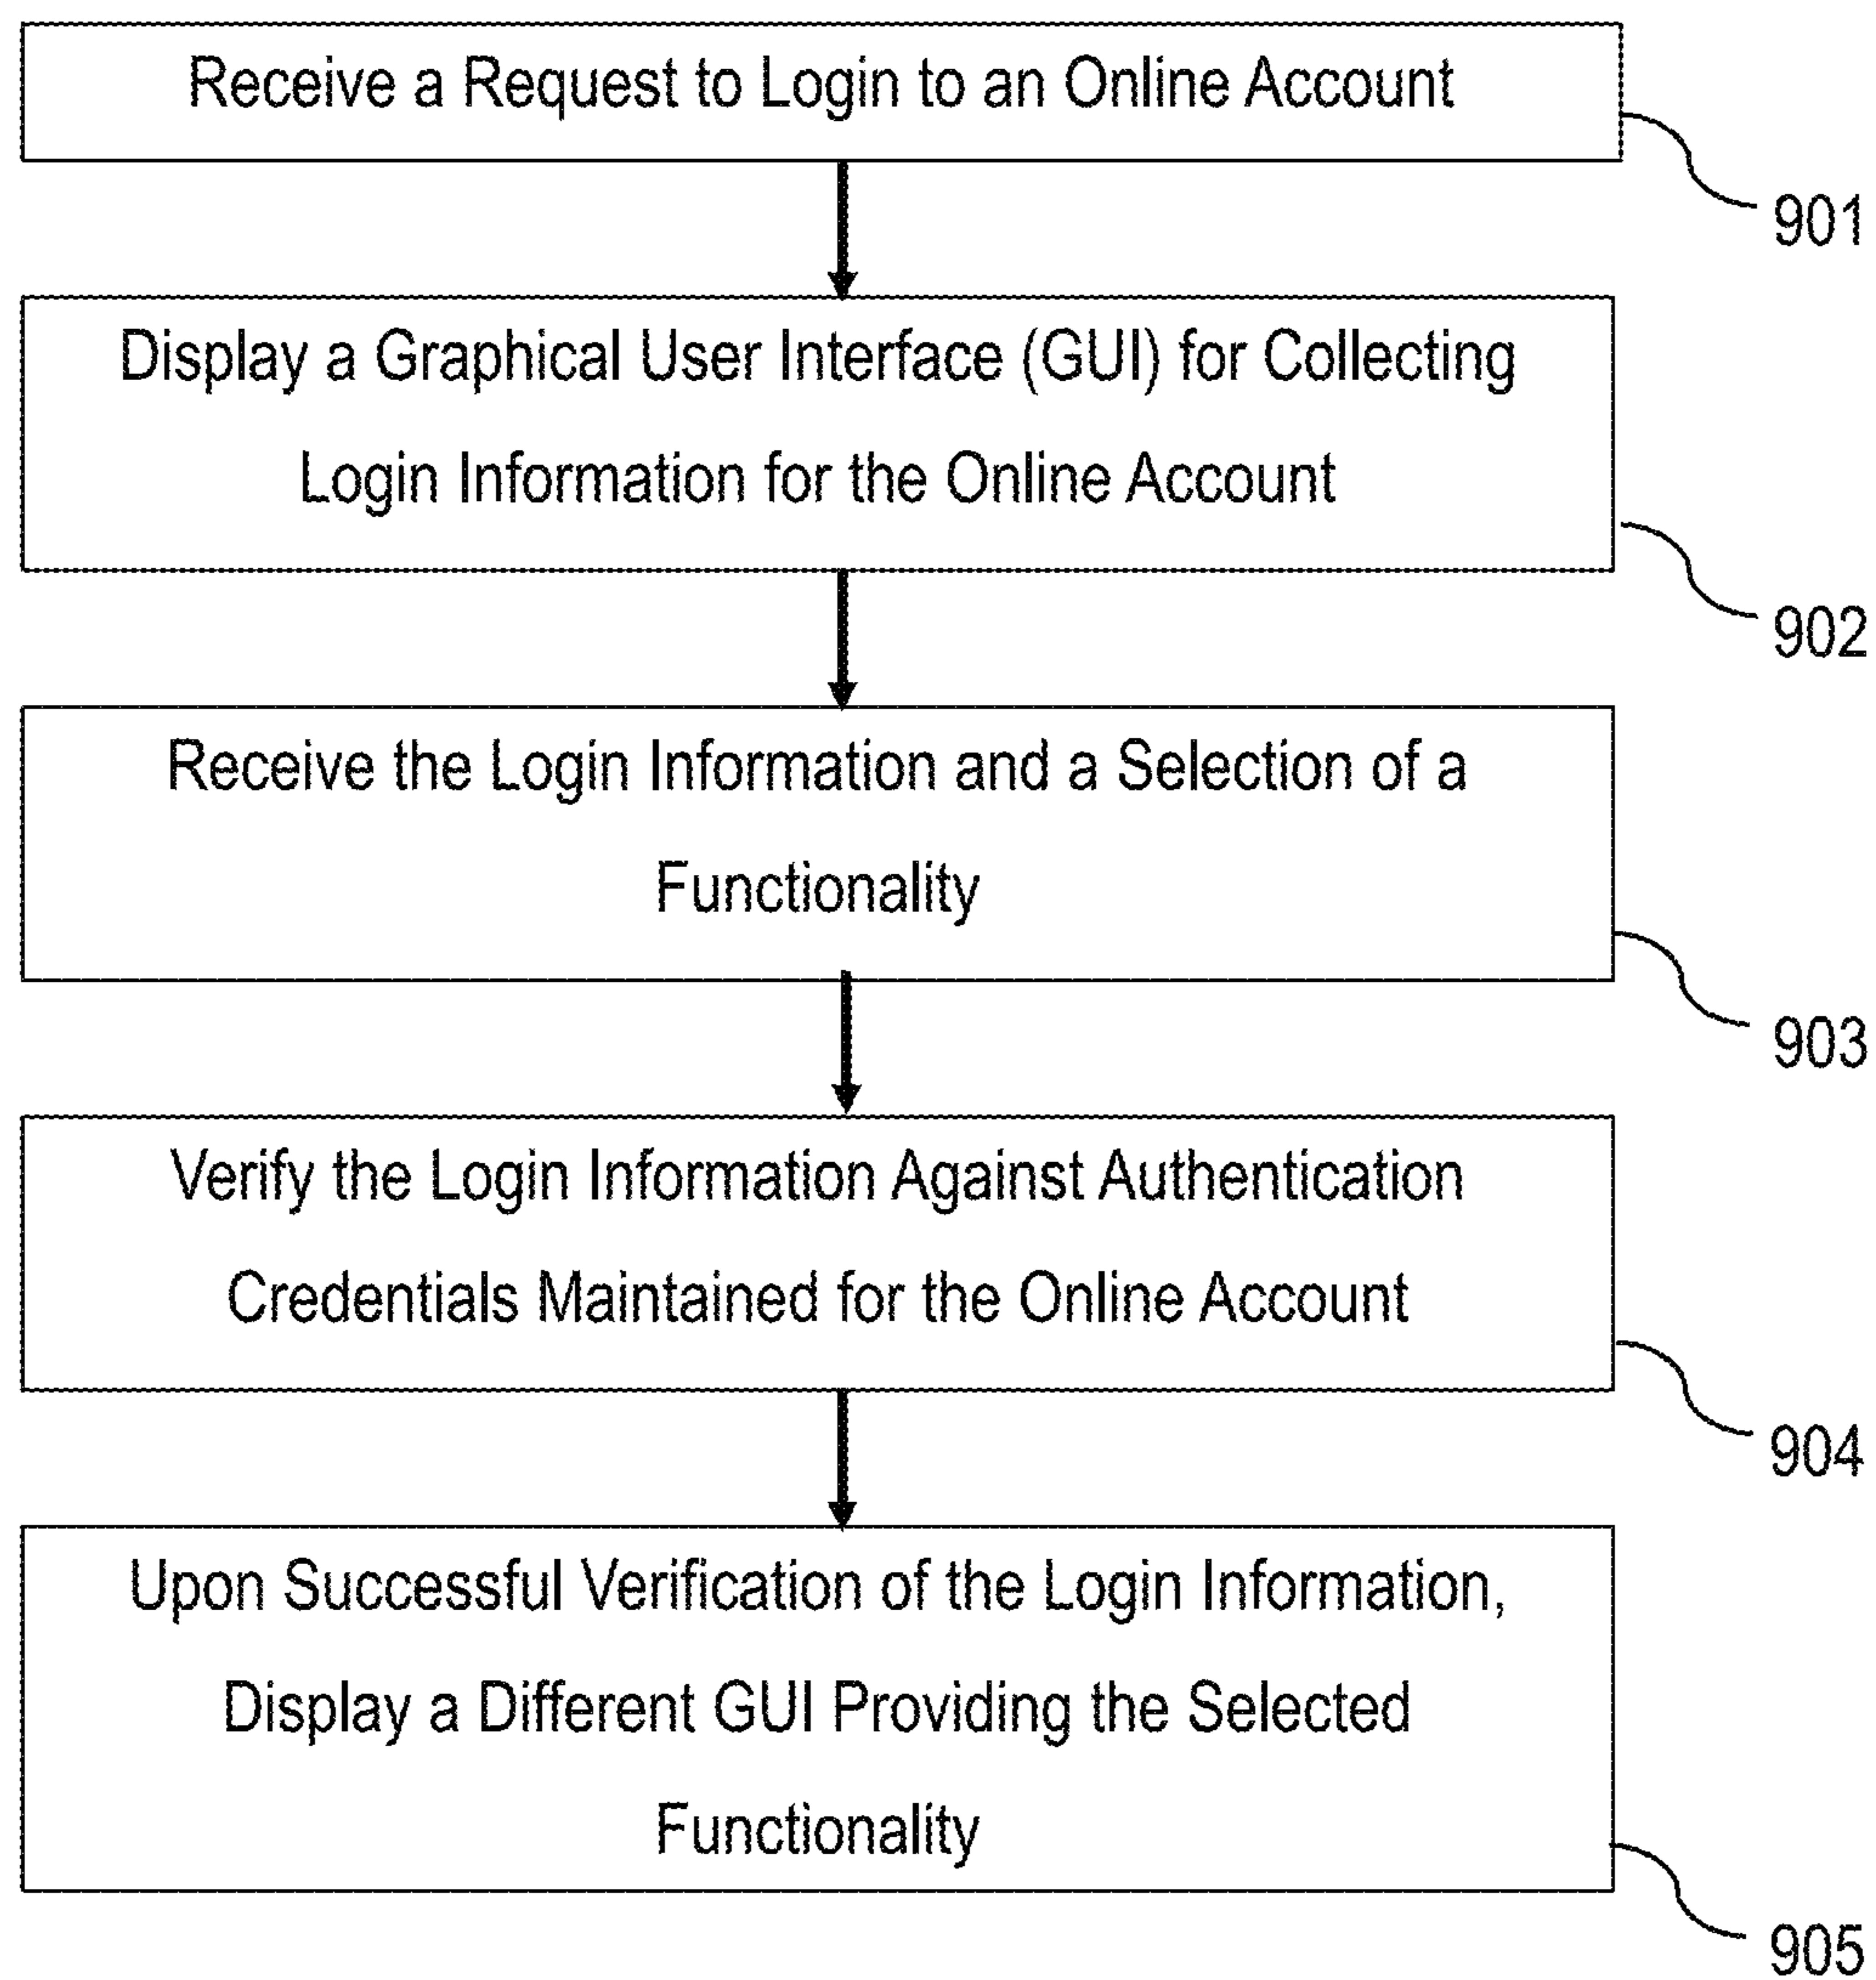 Receive a Request to Login to an Online Account
901
Display a Graphical User Interface (GUI) for Collecting
Login Information for the Online Account
902
Receive the Login Information and a Selection of a
Functionality
903
Verify the Login Information Against Authentication
Credentials Maintained for the Online Account
904
Upon Successful Verification of the Login Information,
Display a Different GUI Providing the Selected
Functionality
905